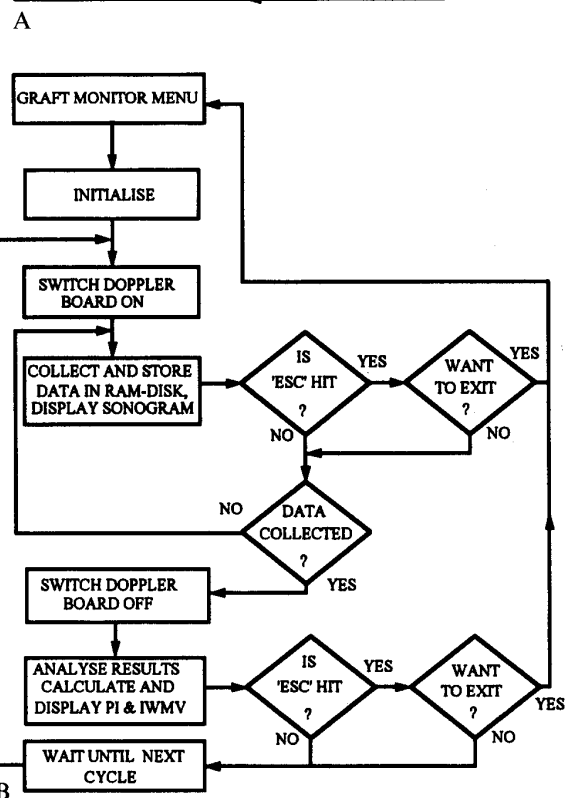 A
GRAFT MONITOR MENU
INITIALISE
SWITCH DOPPLER
BOARD ON
COLLECT AND STORE
DATA IN RAM-DISK,
DISPLAY SONOGRAM
IS
'ESC' HIT
?
YES
NO
WANT
TO EXIT
?
YES
NO
DATA
COLLECTED
?
NO
YES
SWITCH DOPPLER
BOARD OFF
ANALYSE RESULTS
CALCULATE AND
DISPLAY PI & IWMV
IS
'ESC' HIT
?
YES
NO
WANT
TO EXIT
?
YES
NO
WAIT UNTIL NEXT
CYCLE
B